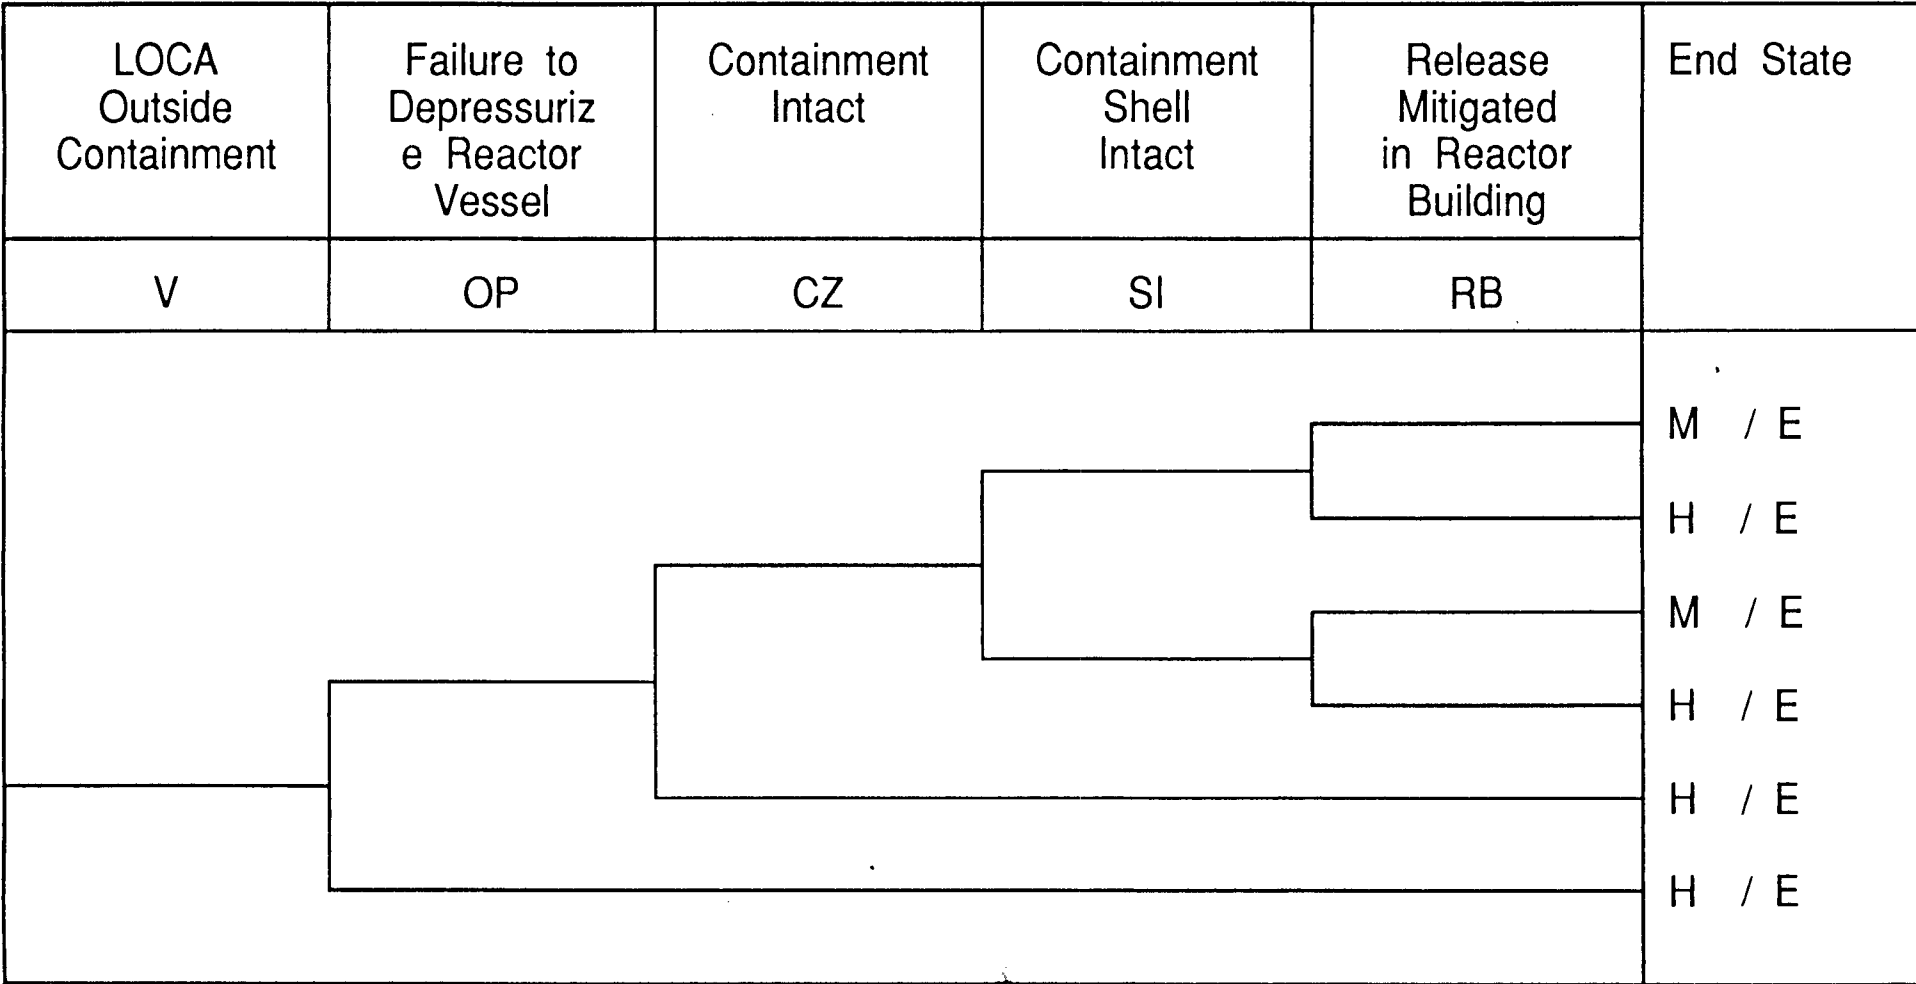 LOCA
Outside
Containment
Failure to
Depressuriz
e Reactor
Vessel
Containment
Intact
Containment
Shell
Intact
Release
Mitigated
in Reactor
Building
End State
V
OP
CZ
SI
RB
M / E
H / E
M / E
H / E
H / E
H / E